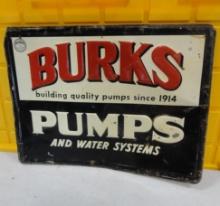 BURKS
building quality pumps since 1914
PUMPS
AND WATER SYSTEMS